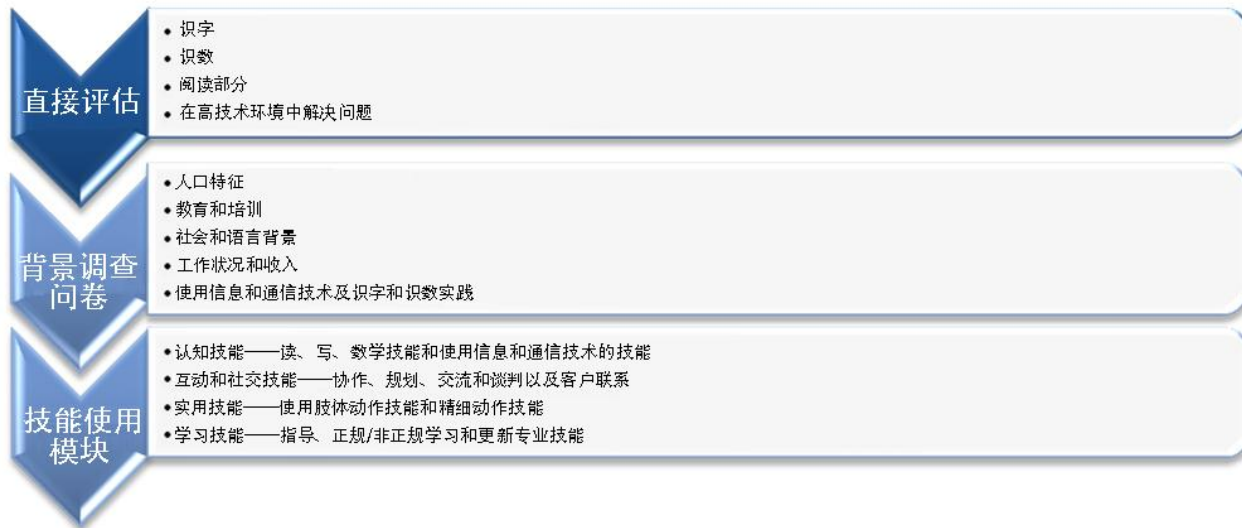 直接评估
• 识字
• 识数
• 阅读部分
• 在高技术环境中解决问题
背景调查
问卷
• 人口特征
• 教育和培训
• 社会和语言背景
• 工作状况和收入
• 使用信息和通信技术及识字和识数实践
技能使用
模块
• 认知技能——读、写、数学技能和使用信息和通信技术的技能
• 互动和社交技能——协作、规划、交流和谈判以及客户联系
• 实用技能——使用肢体动作技能和精细动作技能
• 学习技能——指导、正规/非正规学习和更新专业技能